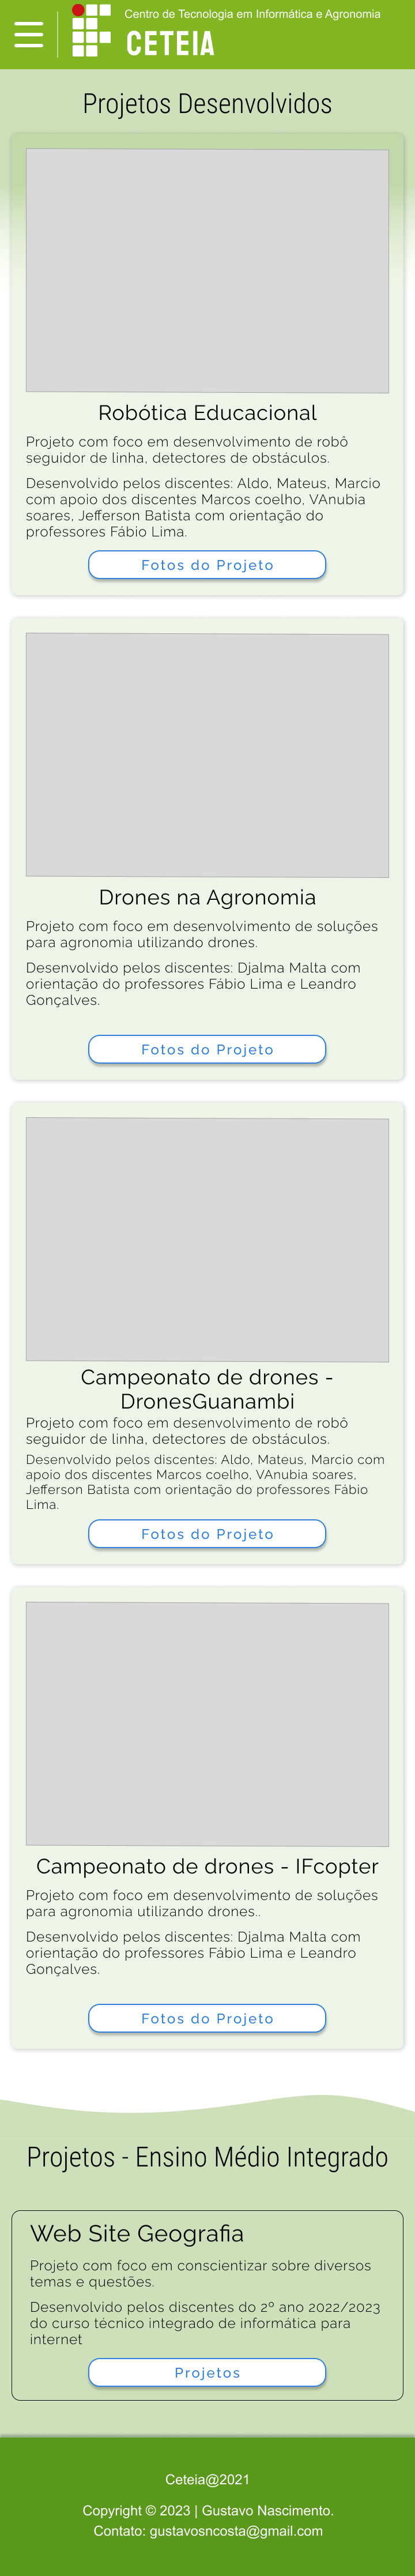 Centro de Tecnologia em Informática e Agronomia
CETEIA
Projetos Desenvolvidos
Robótica Educacional
Projeto com foco em desenvolvimento de robô
seguidor de linha, detectores de obstáculos.
Desenvolvido pelos discentes: Aldo, Mateus, Marcio
com apoio dos discentes Marcos coelho, VAnubia
soares, Jefferson Batista com orientação do
professores Fábio Lima.
Fotos do Projeto
Drones na Agronomia
Projeto com foco em desenvolvimento de soluções
para agronomia utilizando drones.
Desenvolvido pelos discentes: Djalma Malta com
orientação do professores Fábio Lima e Leandro
Gonçalves.
Fotos do Projeto
Campeonato de drones -
DronesGuanambi
Projeto com foco em desenvolvimento de robô
seguidor de linha, detectores de obstáculos.
Desenvolvido pelos discentes: Aldo, Mateus, Marcio com
apoio dos discentes Marcos coelho, VAnubia soares,
Jefferson Batista com orientação do professores Fábio
Lima.
Fotos do Projeto
Campeonato de drones - IFcopter
Projeto com foco em desenvolvimento de soluções
para agronomia utilizando drones..
Desenvolvido pelos discentes: Djalma Malta com
orientação do professores Fábio Lima e Leandro
Gonçalves.
Fotos do Projeto
Projetos - Ensino Médio Integrado
Web Site Geografia
Projeto com foco em conscientizar sobre diversos
temas e questões.
Desenvolvido pelos discentes do 2º ano 2022/2023
do curso técnico integrado de informática para
internet
Projetos
Ceteia@2021
Copyright © 2023 | Gustavo Nascimento.
Contato: gustavosncosta@gmail.com